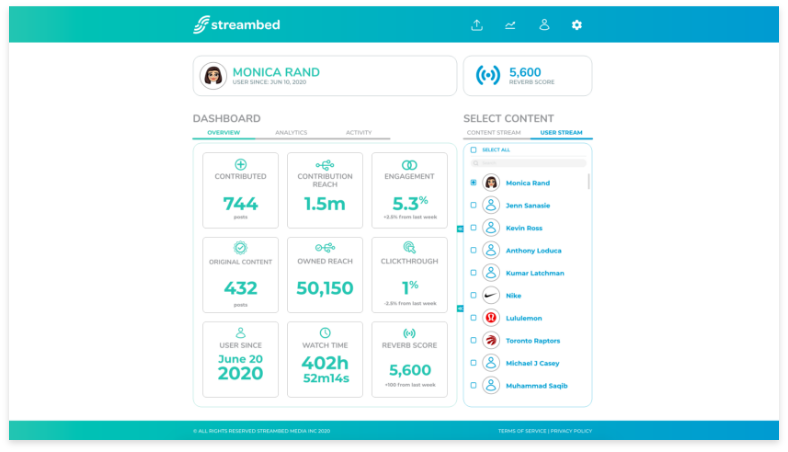 streambed
MONICA RAND
USER SINCE: JUN 10, 2020
5,600
REVERB SCORE
DASHBOARD
OVERVIEW
ANALYTICS
ACTIVITY
CONTRIBUTED
744
posts
CONTRIBUTION
REACH
1.5m
ENGAGEMENT
5.3%
+3.5% from last week
ORIGINAL CONTENT
432
posts
OWNED REACH
50,150
CLICKTHROUGH
1%
-2.5% from last week
USER SINCE
June 20
2020
WATCH TIME
402h
52m14s
REVERB SCORE
5,600
+100 from last week
SELECT CONTENT
CONTENT STREAM
USER STREAM
SELECT ALL
Monica Rand
Jenn Sanasie
Kevin Ross
Anthony Loduca
Kumar Latchman
Nike
Lululemon
Toronto Raptors
Michael J Casey
Muhammad Saqib
© ALL RIGHTS RESERVED STREAMBED MEDIA INC 2020
TERMS OF SERVICE | PRIVACY POLICY